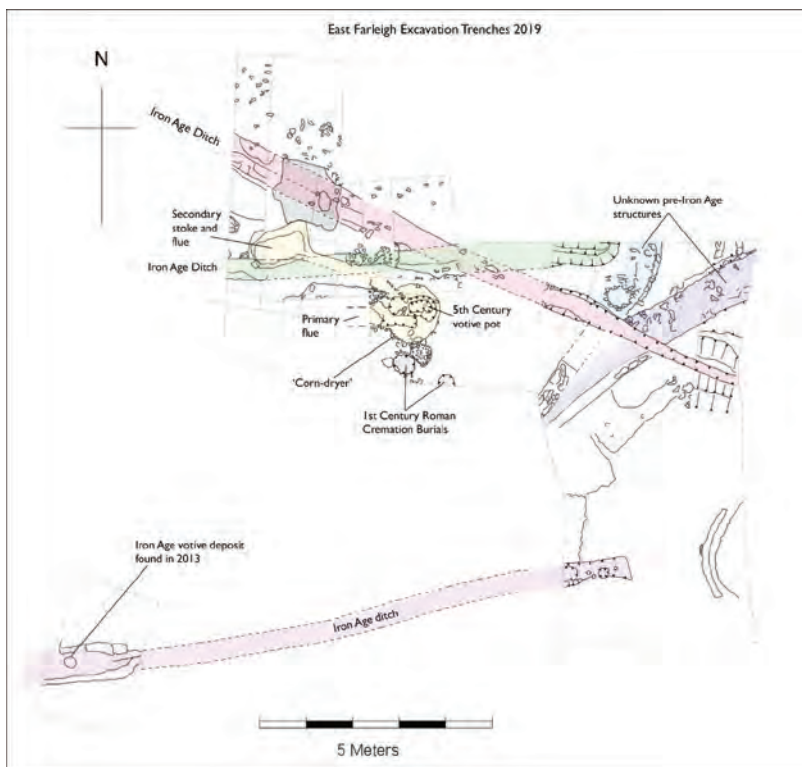 East Farleigh Excavation Trenches 2019
N
Iron Age Ditch
Unknown pre-Iron Age
structures
Secondary
stoke and
flue
Iron Age Ditch
5th Century
votive pot
Primary
flue
'Corn-dryer'
1st Century Roman
Cremation Burials
Iron Age votive deposit
found in 2013
Iron Age ditch
5 Meters